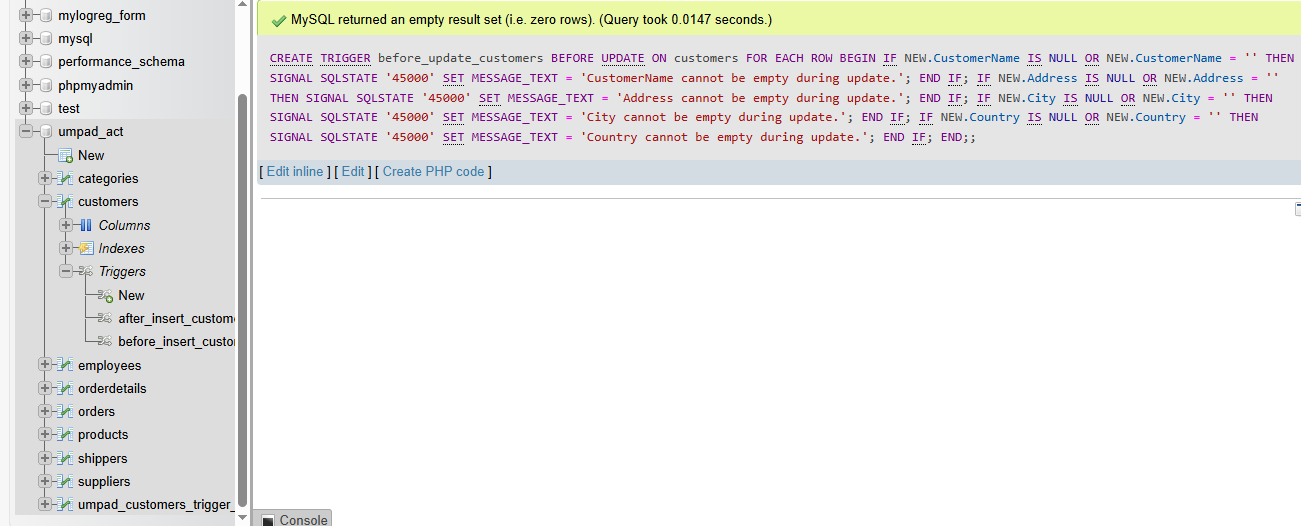 mylogreg_form
mysql
performance_schema
phpmyadmin
test
umpad_act
New
categories
customers
Columns
Indexes
Triggers
New
after_insert_custome
before_insert_custo
employees
orderdetails
orders
products
shippers
suppliers
umpad_customers_trigger_
MySQL returned an empty result set (i.e. zero rows). (Query took 0.0147 seconds.)
CREATE TRIGGER before_update_customers BEFORE UPDATE ON customers FOR EACH ROW BEGIN IF NEW.CustomerName IS NULL OR NEW.CustomerName = '' THEN
SIGNAL SQLSTATE '45000' SET MESSAGE_TEXT = 'CustomerName cannot be empty during update.'; END IF; IF NEW.Address IS NULL OR NEW.Address = ''
THEN SIGNAL SQLSTATE '45000' SET MESSAGE_TEXT = 'Address cannot be empty during update.'; END IF; IF NEW.City IS NULL OR NEW.City = '' THEN
SIGNAL SQLSTATE '45000' SET MESSAGE_TEXT = 'City cannot be empty during update.'; END IF; IF NEW.Country IS NULL OR NEW.Country = '' THEN
SIGNAL SQLSTATE '45000' SET MESSAGE_TEXT = 'Country cannot be empty during update.'; END IF; END;;
[ Edit inline ] [ Edit ] [ Create PHP code ]
Console